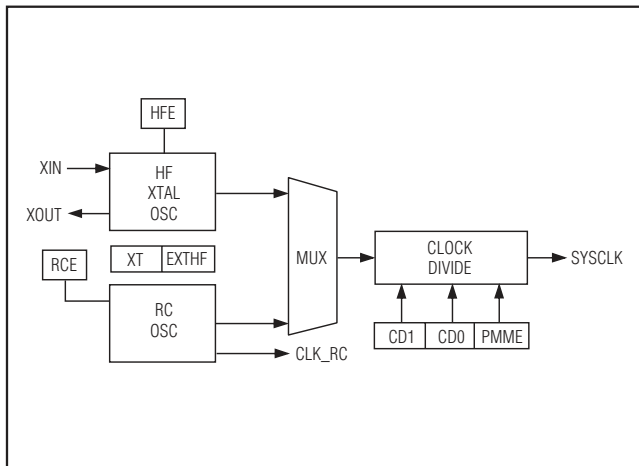 HFE
XIN
HF
XTAL
OSC
XOUT
RCE
XT
EXTHF
RC
OSC
MUX
CLK_RC
CLOCK
DIVIDE
SYSCLK
CD1
CD0
PMME